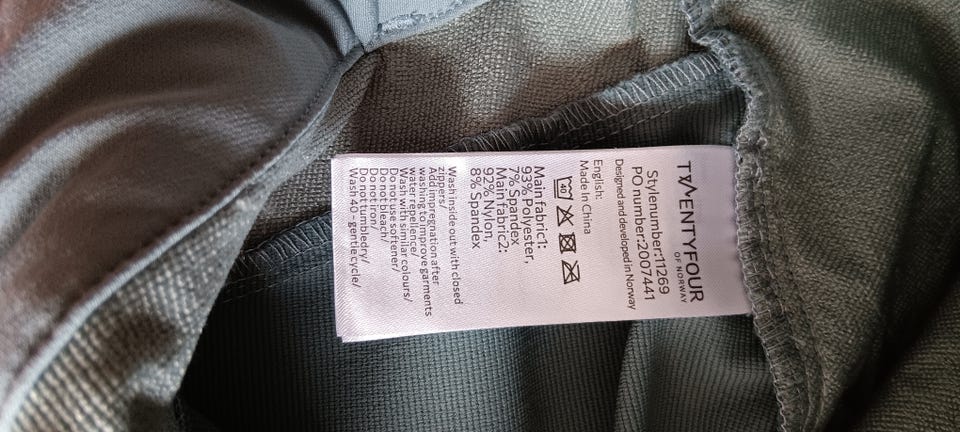 TWENTYFOUR
OF NORWAY
Stylenumber:11269
PO number:2007441
Designed and developed in Norway
English:
Made In China
40
Main fabric1:
93% Polyester,
7% Spandex
Main fabric2:
92% Nylon,
8% Spandex
Wash inside out with closed
zippers/
Add impregnation after
washing to improve garments
water repellence/
Wash with similar colours/
Do not use softener/
Do not bleach/
Do not iron/
Do not tumbledry/
Wash 40°-gentle cycle/